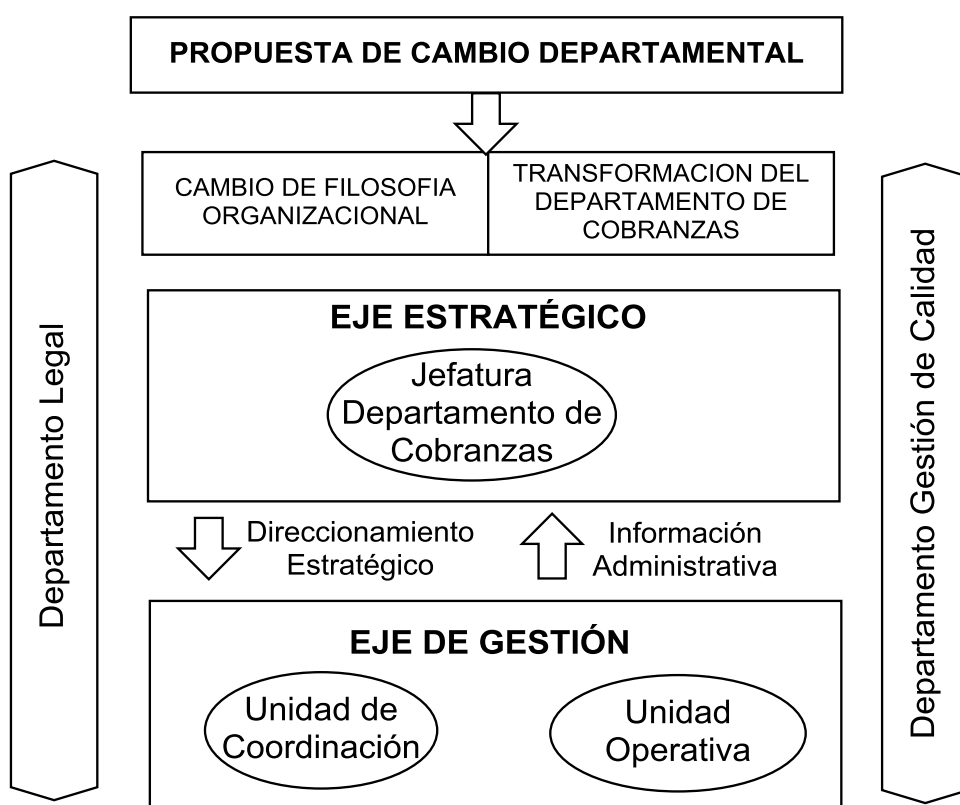 PROPUESTA DE CAMBIO DEPARTAMENTAL
CAMBIO DE FILOSOFIA
ORGANIZACIONAL
TRANSFORMACION DEL
DEPARTAMENTO DE
COBRANZAS
Departamento Legal
EJE ESTRATÉGICO
Jefatura
Departamento de
Cobranzas
Direccionamiento
Estratégico
Información
Administrativa
EJE DE GESTIÓN
Unidad de
Coordinación
Unidad
Operativa
Departamento Gestión de Calidad